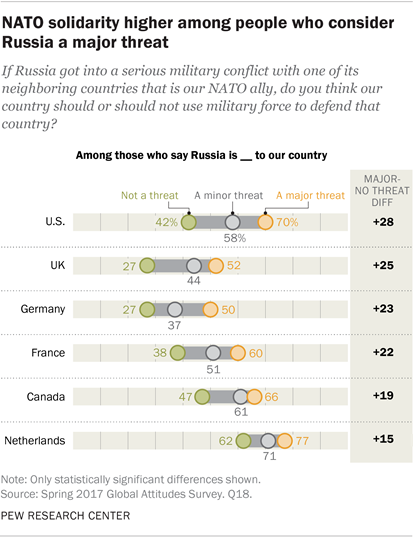 NATO solidarity higher among people who consider
Russia a major threat
If Russia got into a serious military conflict with one of its
neighboring countries that is our NATO ally, do you think our
country should or should not use military force to defend that
country?
Among those who say Russia is __ to our country
MAJOR-
NO THREAT
DIFF
Not a threat A minor threat A major threat
U.S. 42% 70% +28
58%
UK 27 52 +25
44
Germany 27 50 +23
37
France 38 60 +22
51
Canada 47 66 +19
61
Netherlands 62 77 +15
71
Note: Only statistically significant differences shown.
Source: Spring 2017 Global Attitudes Survey. Q18.
PEW RESEARCH CENTER